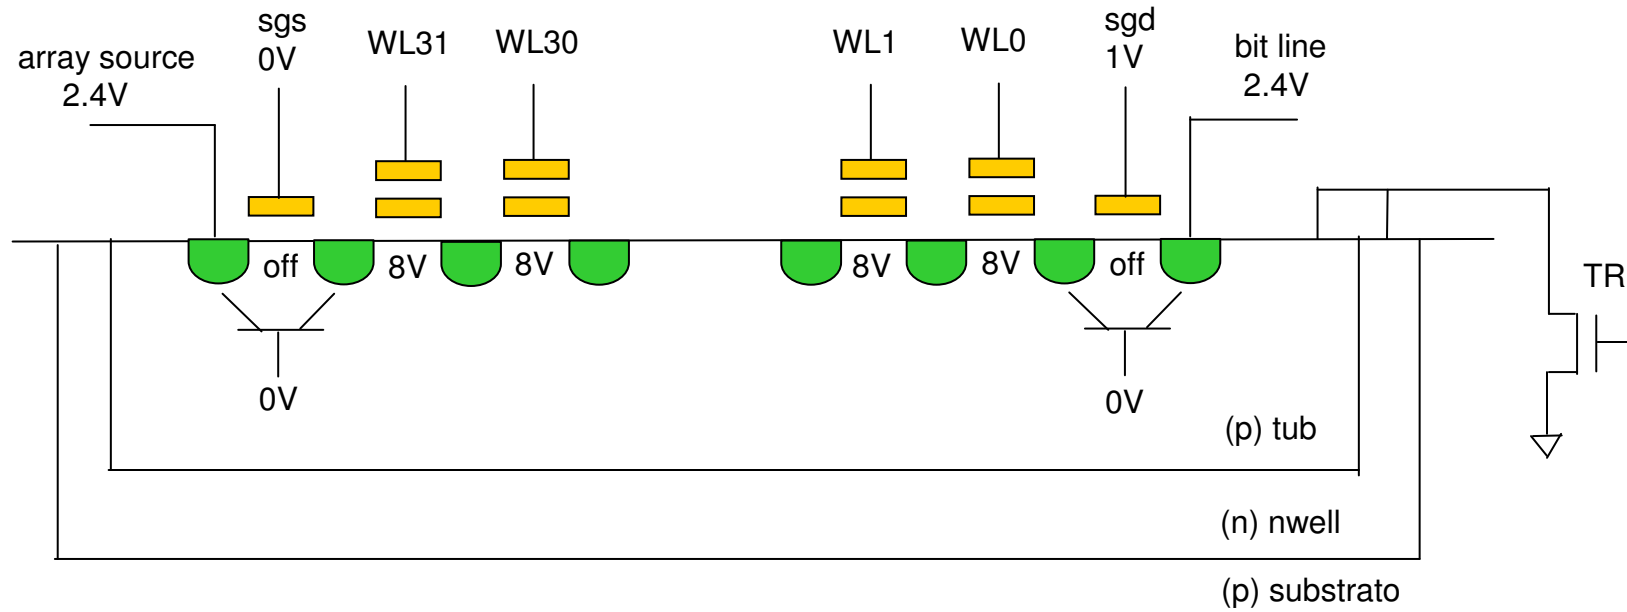 array source
2.4V
sgs
0V
WL31
WL30
WL1
WL0
sgd
1V
bit line
2.4V
off
8V
8V
8V
8V
off
TR
0V
0V
(p) tub
(n) nwell
(p) substrato